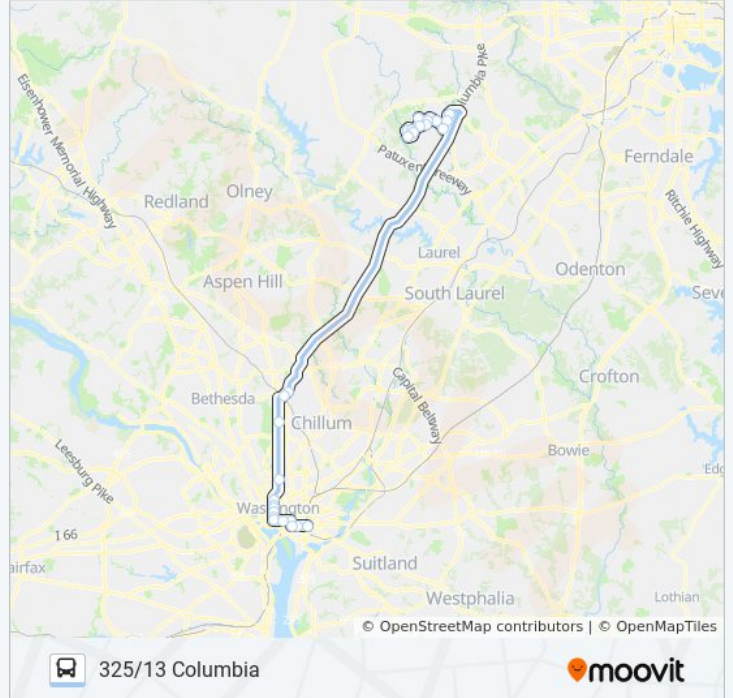 umbia Pke
Eisenhower Memorial Highway
Patuxent Freeway
Ferndale
Olney
Redland
Ritchie Highway
Laurel
Odenton
Aspen Hill
South Laurel
Seve
Capital Beltway
Crofton
Bethesda
Chillum
Leesburg Pike
Bowie
Edg
Washington
I 66
airfax
Suitland
Westphalia
Lothian
© OpenStreetMap contributors | © OpenMapTiles
325/13 Columbia
moovit